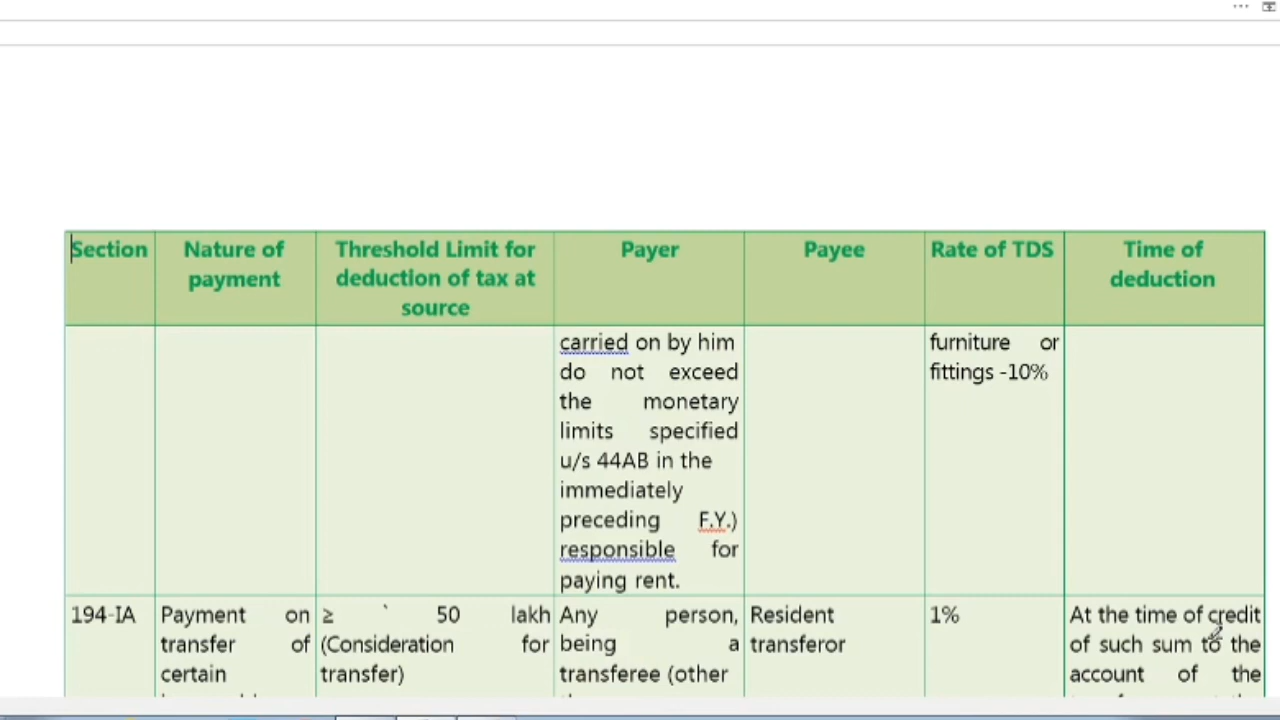 Section Nature of payment Threshold Limit for deduction of tax at source Payer Payee Rate of TDS Time of deduction
carried on by him
do not exceed
the monetary
limits specified
u/s 44AB in the
immediately
preceding F.Y.)
responsible for
paying rent.
furniture or
fittings -10%
194-IA
Payment on
transfer of
certain
≥ ` 50 lakh
(Consideration for
transfer)
Any person,
being a
transferee (other
Resident
transferor
1%
At the time of credit
of such sum to the
account of the